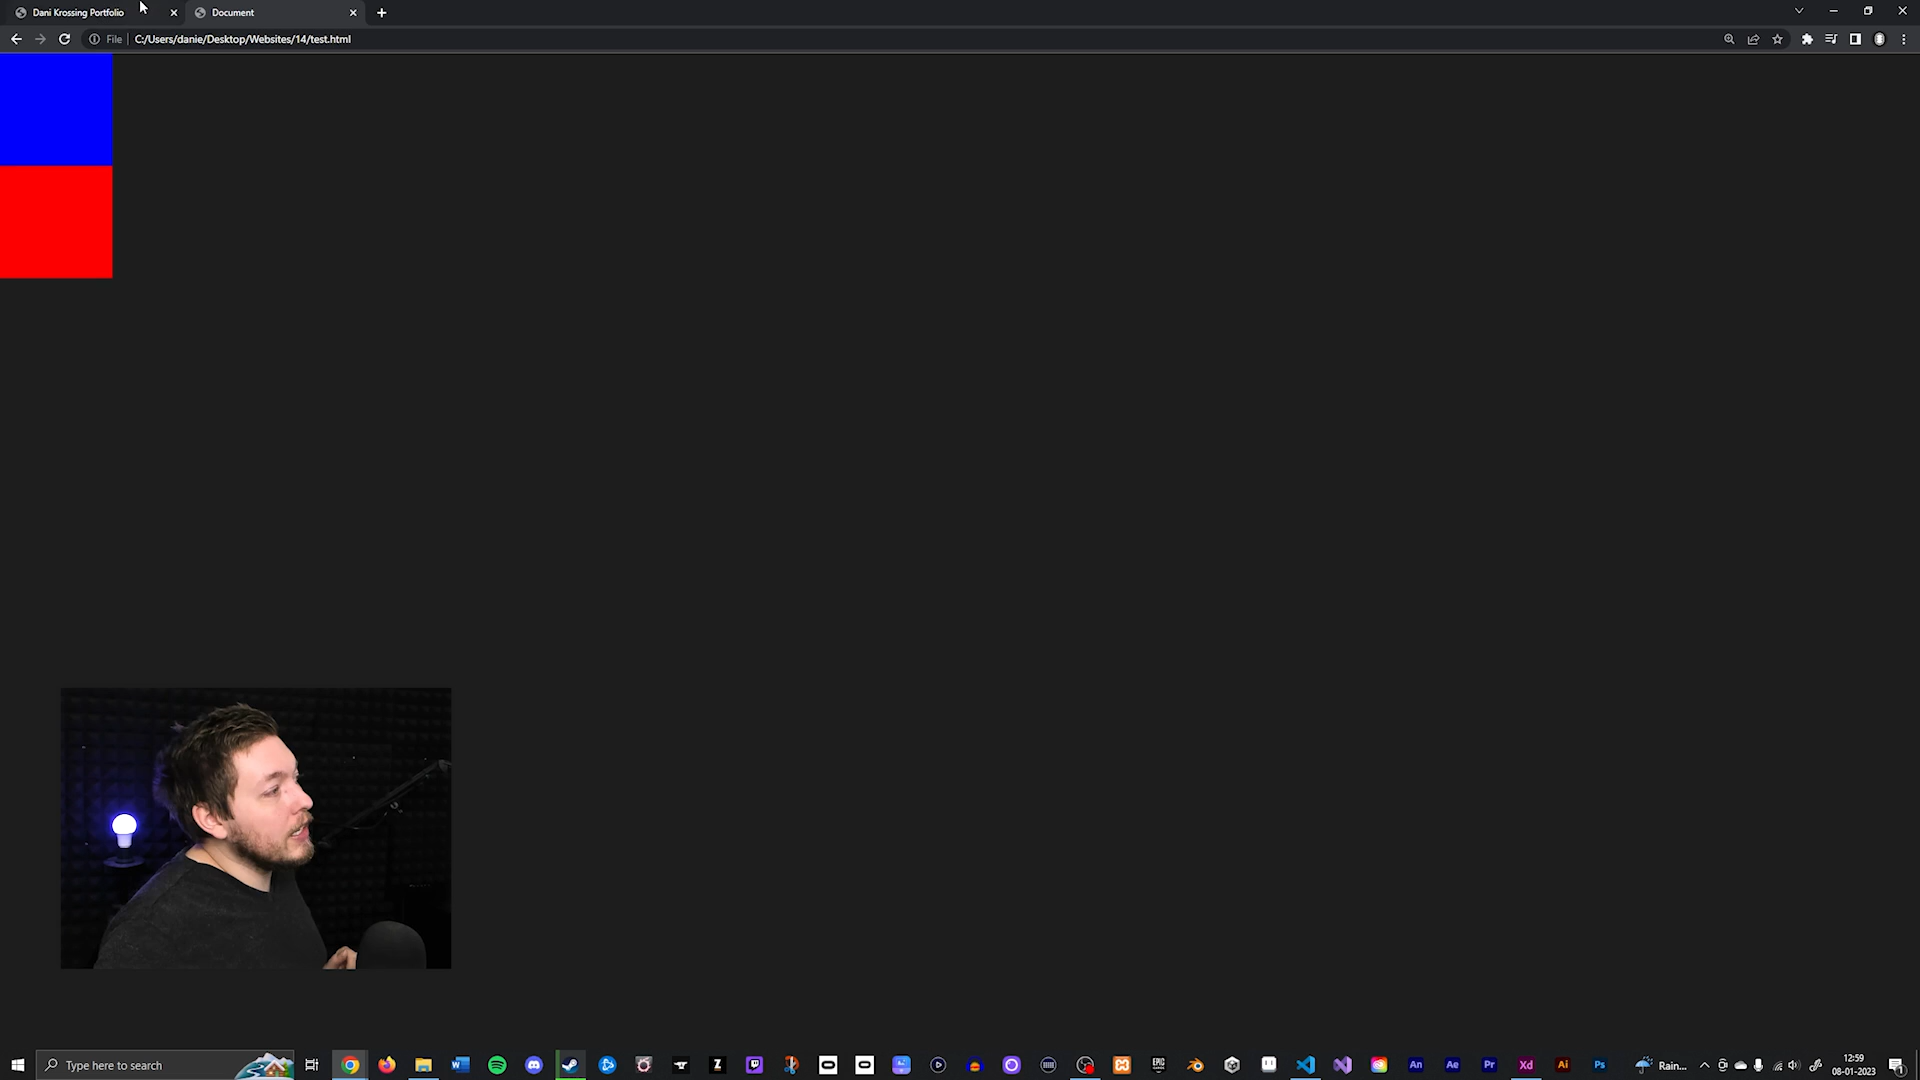 Dani Krossing Portfolio
Document
File
C:/Users/danie/Desktop/Websites/14/test.html
Type here to search
Z
EPIC
An
Ae
Pr
Xd
Ai
Ps
Rain...
12:59
08-01-2023